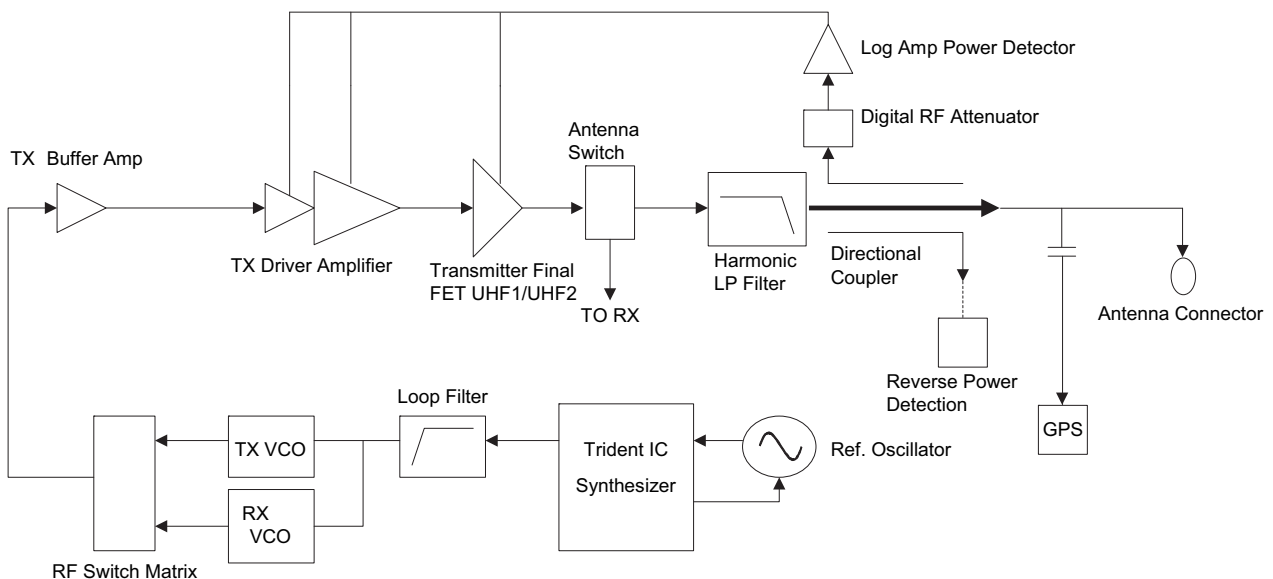 Log Amp Power Detector
Digital RF Attenuator
Antenna
Switch
TX Buffer Amp
TX Driver Amplifier
Transmitter Final
FET UHF1/UHF2
TO RX
Harmonic
LP Filter
Directional
Coupler
Antenna Connector
Reverse Power
Detection
GPS
Loop Filter
TX VCO
RX
VCO
Trident IC
Synthesizer
Ref. Oscillator
RF Switch Matrix